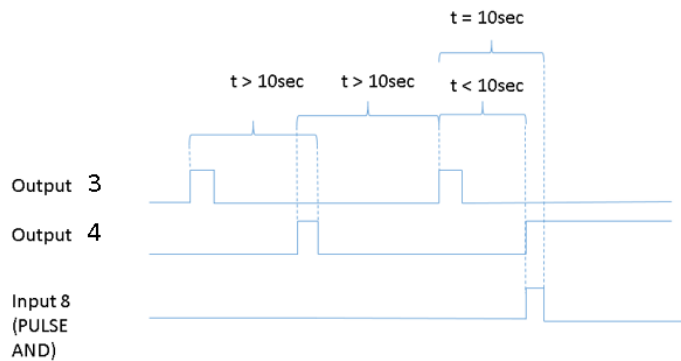 t = 10sec
t > 10sec
t > 10sec
t < 10sec
Output 3
Output 4
Input 8
(PULSE
AND)